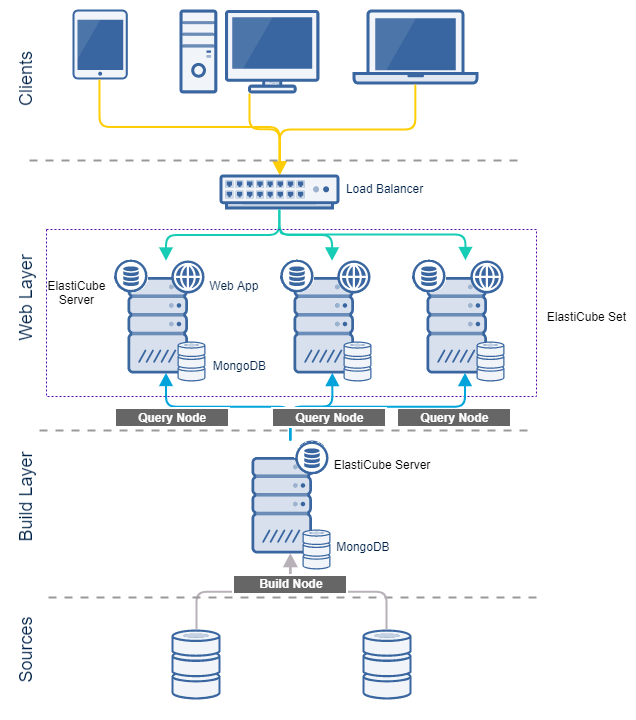 Clients
Load Balancer
Web Layer
ElastiCube
Server
Web App
MongoDB
ElastiCube Set
Query Node
Query Node
Query Node
Build Layer
ElastiCube Server
MongoDB
Build Node
Sources